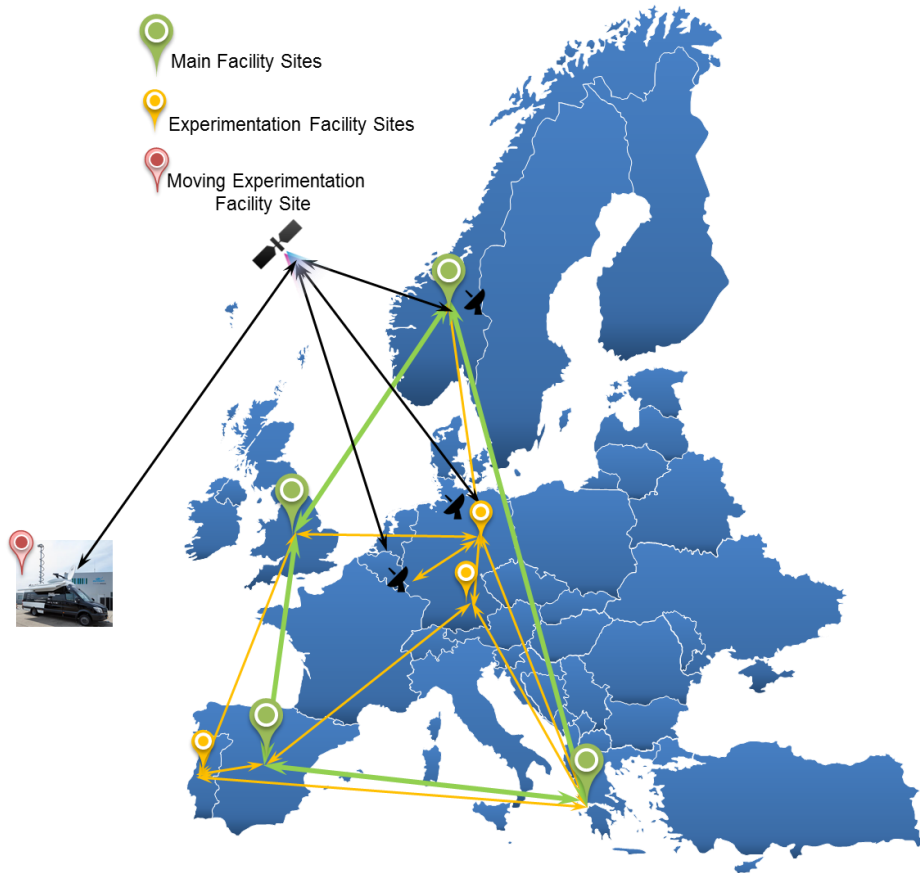 Main Facility Sites
Experimentation Facility Sites
Moving Experimentation
Facility Site